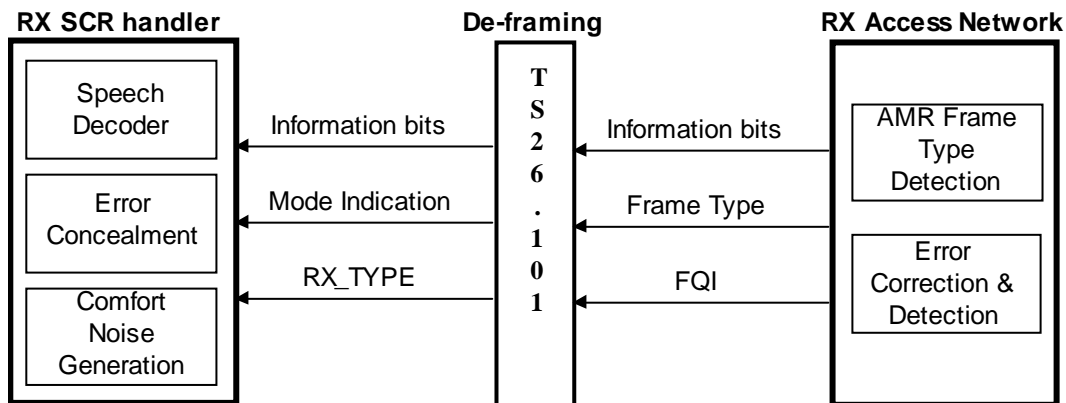 RX SCR handler
De-framing
RX Access Network
Speech
Decoder
Error
Concealment
Comfort
Noise
Generation
Information bits
Mode Indication
RX_TYPE
T
S
2
6
.
1
0
1
Information bits
Frame Type
FQI
AMR Frame
Type
Detection
Error
Correction &
Detection